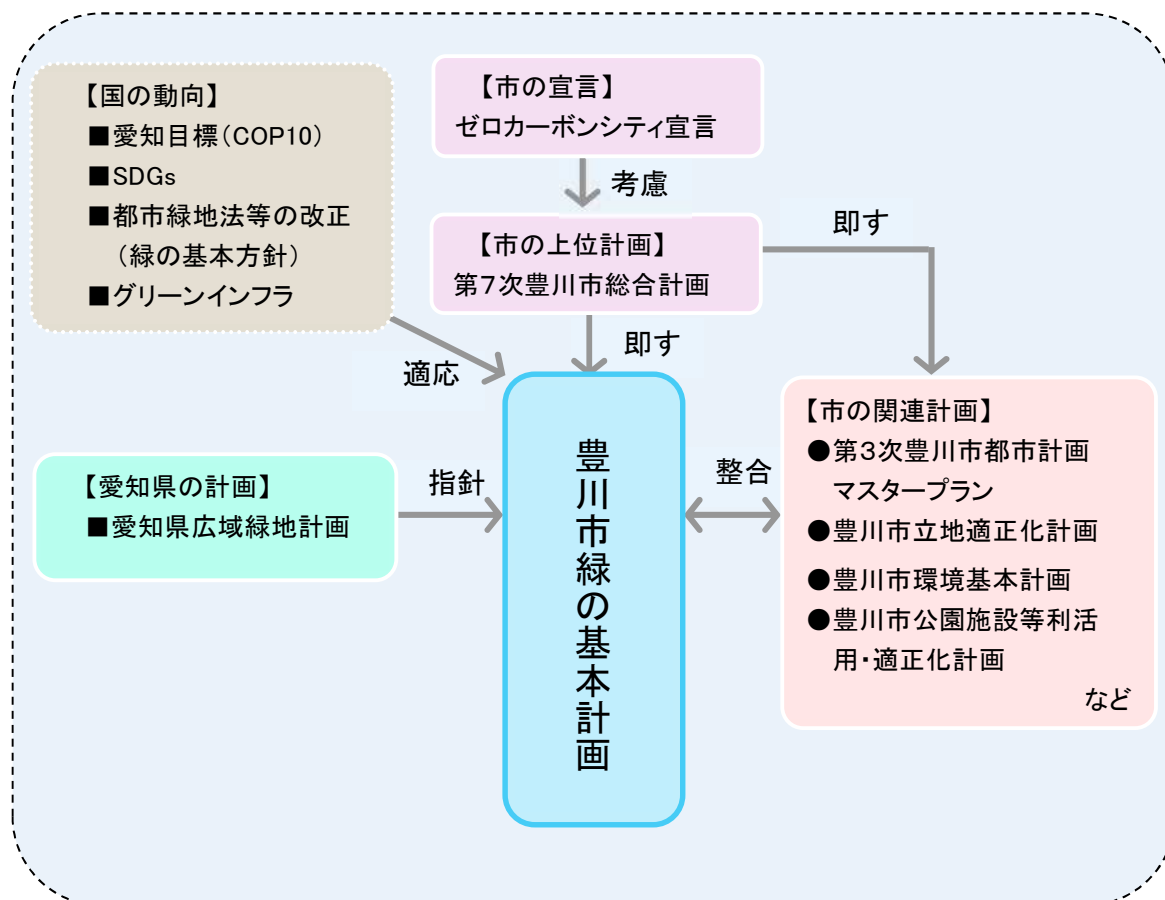 【国の動向】
■愛知目標（COP10）
■SDGs
■都市緑地法等の改正
（緑の基本方針）
■グリーンインフラ
【市の宣言】
ゼロカーボンシティ宣言
考慮
【市の上位計画】
第７次豊川市総合計画
即す
即す
適応
【愛知県の計画】
■愛知県広域緑地計画
指針
豊川市緑の基本計画
整合
【市の関連計画】
●第３次豊川市都市計画
マスタープラン
●豊川市立地適正化計画
●豊川市環境基本計画
●豊川市公園施設等利活
用・適正化計画
など